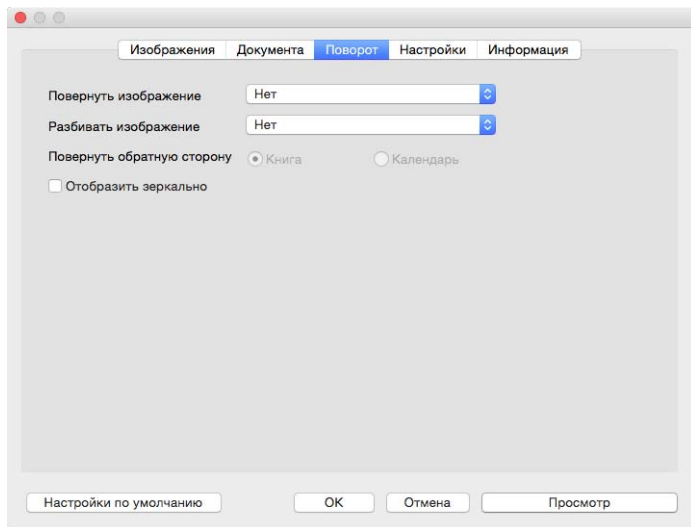 Изображения Документа Поворот Настройки Информация
Повернуть изображение Нет
Разбивать изображение Нет
Повернуть обратную сторону Книга Календарь
Отобразить зеркально
Настройки по умолчанию OK Отмена Просмотр